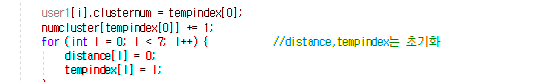 user1[i].clusternum = tempindex[0];
numcluster[tempindex[0]] += 1;
for (int l = 0; l < 7; l++) { //distance,tempindex는 초기화
distance[l] = 0;
tempindex[l] = l;